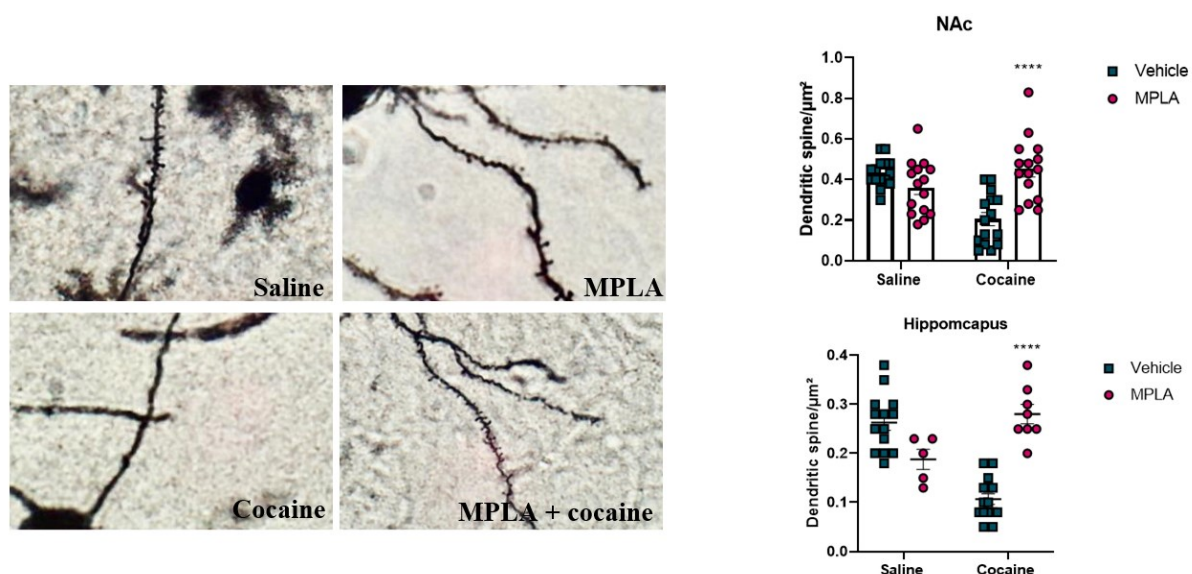 Saline
MPLA
Cocaine
MPLA + cocaine
NAc
Dendritic spine/µm²
1.0
0.8
0.6
0.4
0.2
0.0
****
Saline
Cocaine
Vehicle
MPLA
Hippomcapus
Dendritic spine/µm²
0.4
0.3
0.2
0.1
0.0
****
Saline
Cocaine
Vehicle
MPLA